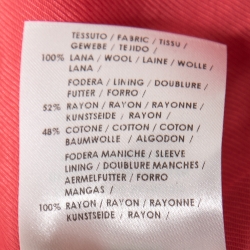 TESSUTO / FABRIC / TISSU /
GEWEBE / TEJIDO /
100% LANA / WOOL / LAINE / WOLLE /
LANA /
FODERA / LINING / DOUBLURE /
FUTTER / FORRO /
52% RAYON / RAYON / RAYONNE /
KUNSTSEIDE / RAYON /
48% COTONE / COTTON / COTON /
BAUMWOLLE / ALGODON /
FODERA MANICHE / SLEEVE
LINING / DOUBLURE MANCHES /
AERMELFUTTER / FORRO
MANGAS /
100% RAYON / RAYON / RAYONNE /
KUNSTSEIDE / RAYON /